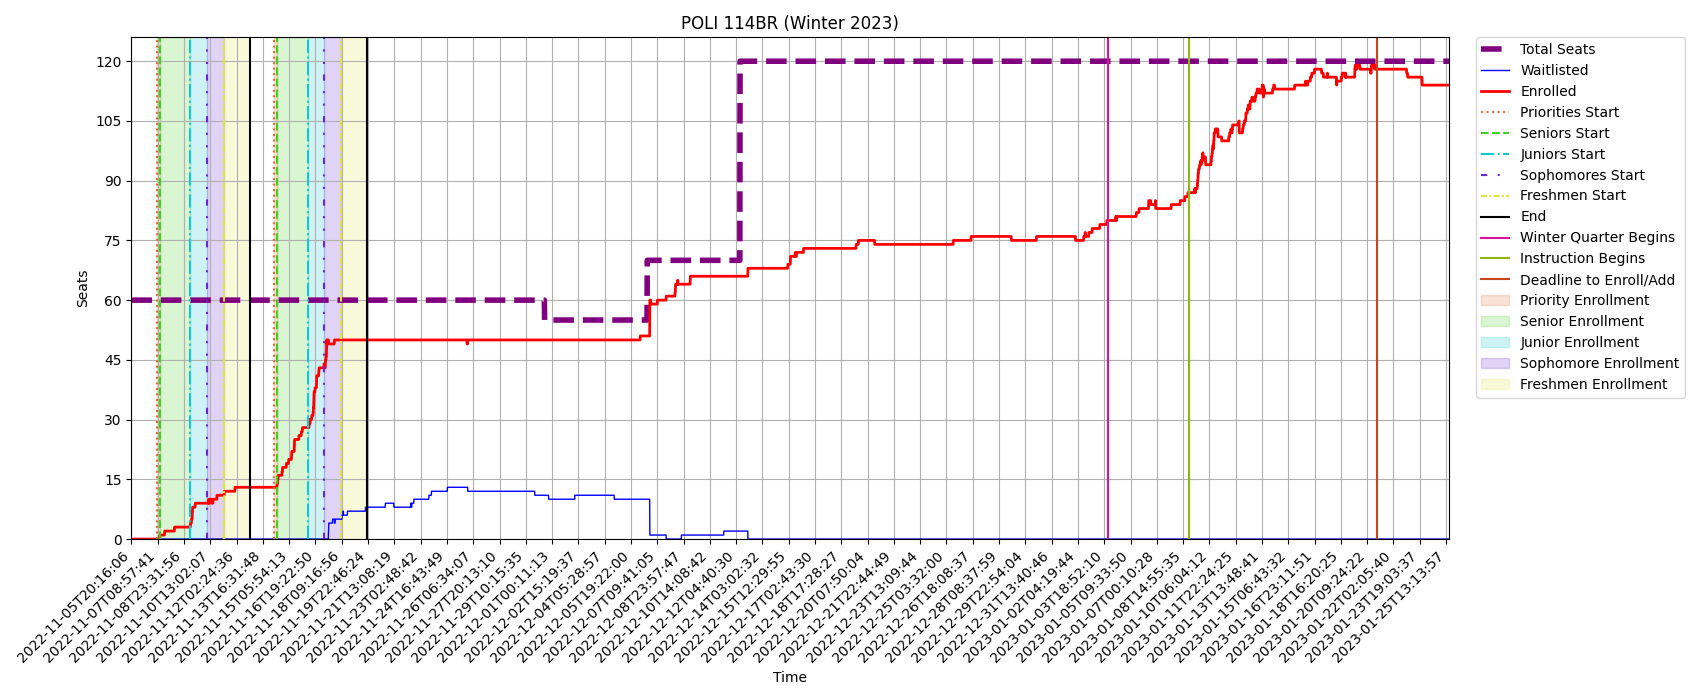 POLI 114BR (Winter 2023)
Seats
120
105
90
75
60
45
30
15
0
2022-11-05T20:16:06
2022-11-07T08:57:41
2022-11-08T23:31:56
2022-11-10T13:02:07
2022-11-12T02:24:36
2022-11-13T16:31:48
2022-11-15T05:54:13
2022-11-16T19:22:50
2022-11-18T09:16:56
2022-11-19T22:46:24
2022-11-21T13:08:19
2022-11-23T02:48:42
2022-11-24T16:43:49
2022-11-26T06:34:07
2022-11-27T20:13:10
2022-11-29T10:15:35
2022-12-01T00:11:13
2022-12-02T15:19:37
2022-12-04T05:28:57
2022-12-05T19:22:00
2022-12-07T09:41:05
2022-12-08T23:57:47
2022-12-10T14:08:42
2022-12-12T04:40:30
2022-12-14T03:02:32
2022-12-15T12:29:55
2022-12-17T02:43:30
2022-12-18T17:28:27
2022-12-20T07:50:04
2022-12-21T22:44:49
2022-12-23T13:09:44
2022-12-25T03:32:00
2022-12-26T18:08:37
2022-12-28T08:37:59
2022-12-29T22:54:04
2022-12-31T13:40:46
2023-01-02T04:19:44
2023-01-03T18:52:10
2023-01-05T09:33:50
2023-01-07T00:10:28
2023-01-08T14:55:35
2023-01-10T06:04:12
2023-01-11T22:24:25
2023-01-13T13:48:41
2023-01-15T06:43:32
2023-01-16T23:11:51
2023-01-18T16:20:25
2023-01-20T09:24:22
2023-01-22T02:05:40
2023-01-23T19:03:37
2023-01-25T13:13:57
Time
Total Seats
Waitlisted
Enrolled
Priorities Start
Seniors Start
Juniors Start
Sophomores Start
Freshmen Start
End
Winter Quarter Begins
Instruction Begins
Deadline to Enroll/Add
Priority Enrollment
Senior Enrollment
Junior Enrollment
Sophomore Enrollment
Freshmen Enrollment